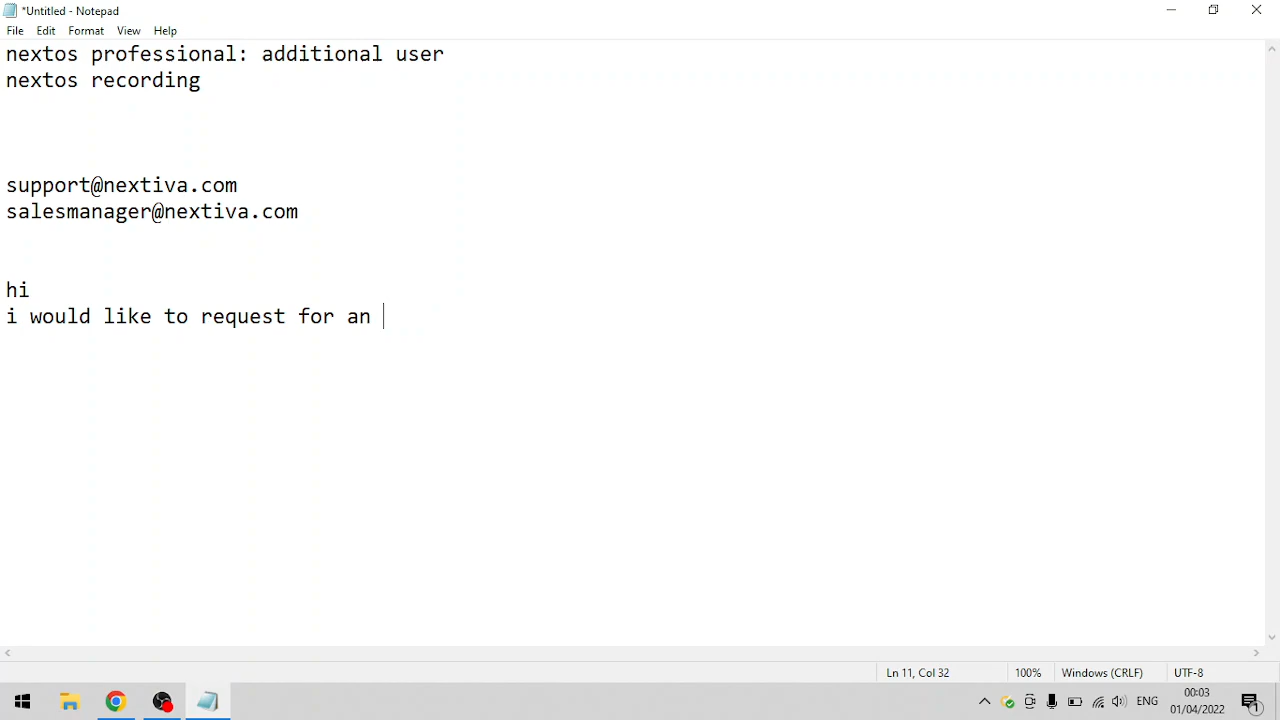 *Untitled - Notepad
File Edit Format View Help
nextos professional: additional user
nextos recording
support@nextiva.com
salesmanager@nextiva.com
hi
i would like to request for an
Ln 11, Col 32 100% Windows (CRLF) UTF-8
ENG 00:03
01/04/2022
1